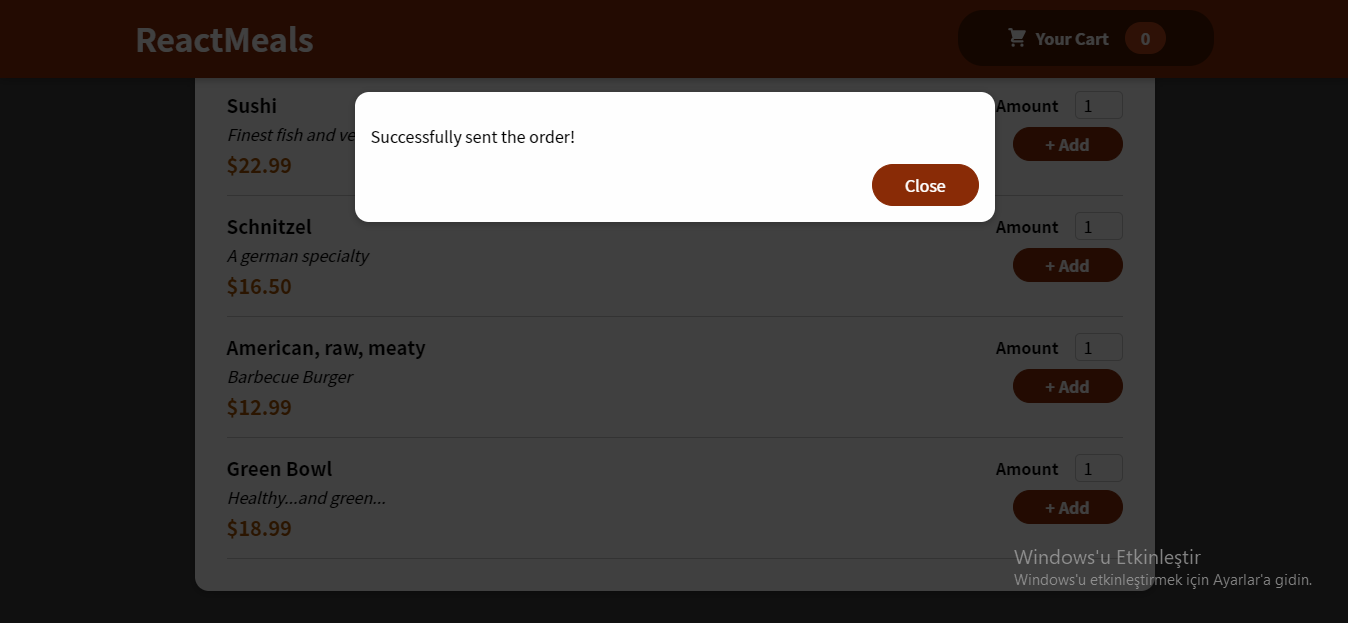 ReactMeals
Your Cart 0
Sushi
Amount 1
Finest fish and ve
+ Add
$22.99
Successfully sent the order!
Close
Schnitzel
Amount 1
A german specialty
+ Add
$16.50
American, raw, meaty
Amount 1
Barbecue Burger
+ Add
$12.99
Green Bowl
Amount 1
Healthy...and green...
+ Add
$18.99
Windows'u Etkinleştir
Windows'u etkinleştirmek için Ayarlar'a gidin.